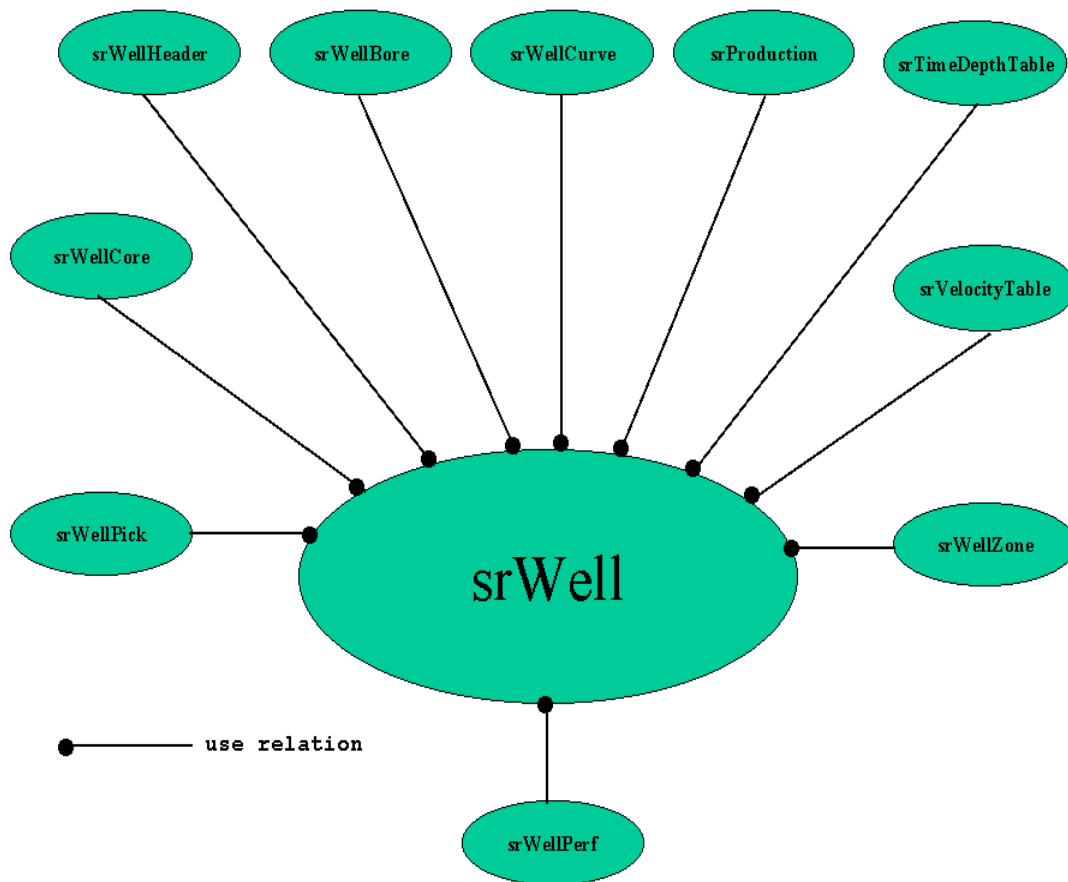 srWellHeader
srWellBore
srWellCurve
srProduction
srTimeDepthTable
srWellCore
srVelocityTable
srWellPick
srWellZone
srWell
use relation
srWellPerf